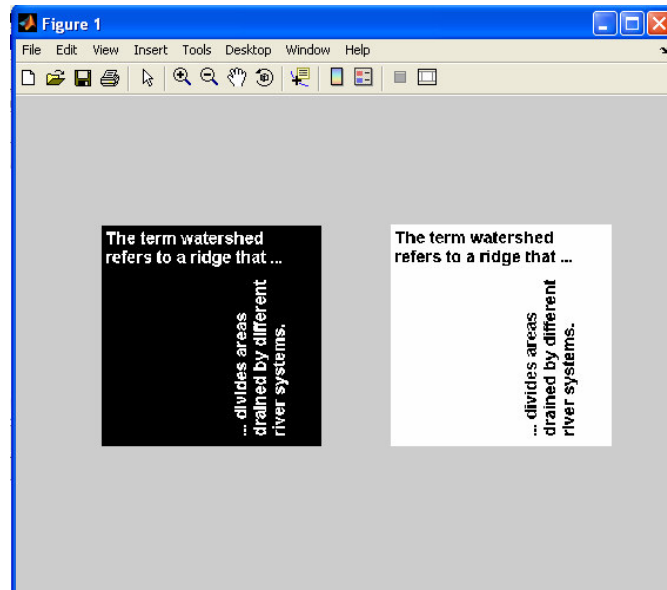 Figure 1
File Edit View Insert Tools Desktop Window Help
The term watershed
refers to a ridge that ...
... divides areas
drained by different
river systems.
The term watershed
refers to a ridge that ...
... divides areas
drained by different
river systems.